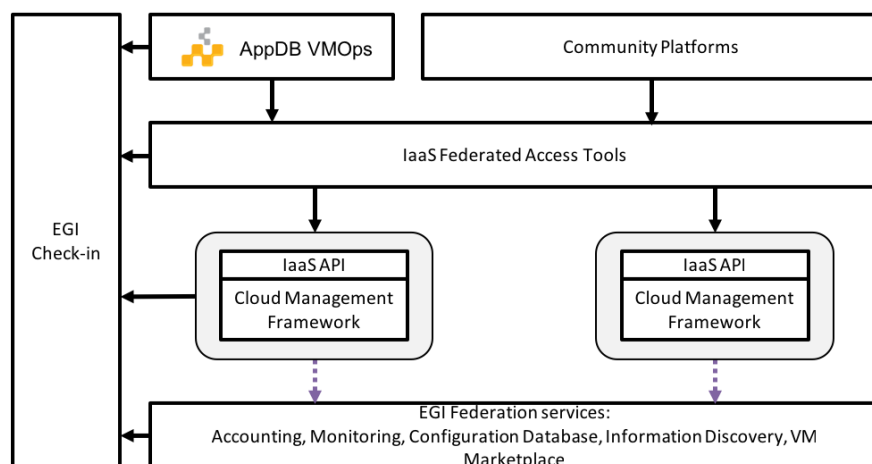 AppDB VMOps
Community Platforms
IaaS Federated Access Tools
EGI
Check-in
IaaS API
Cloud Management
Framework
IaaS API
Cloud Management
Framework
EGI Federation services:
Accounting, Monitoring, Configuration Database, Information Discovery, VM
Marketplace